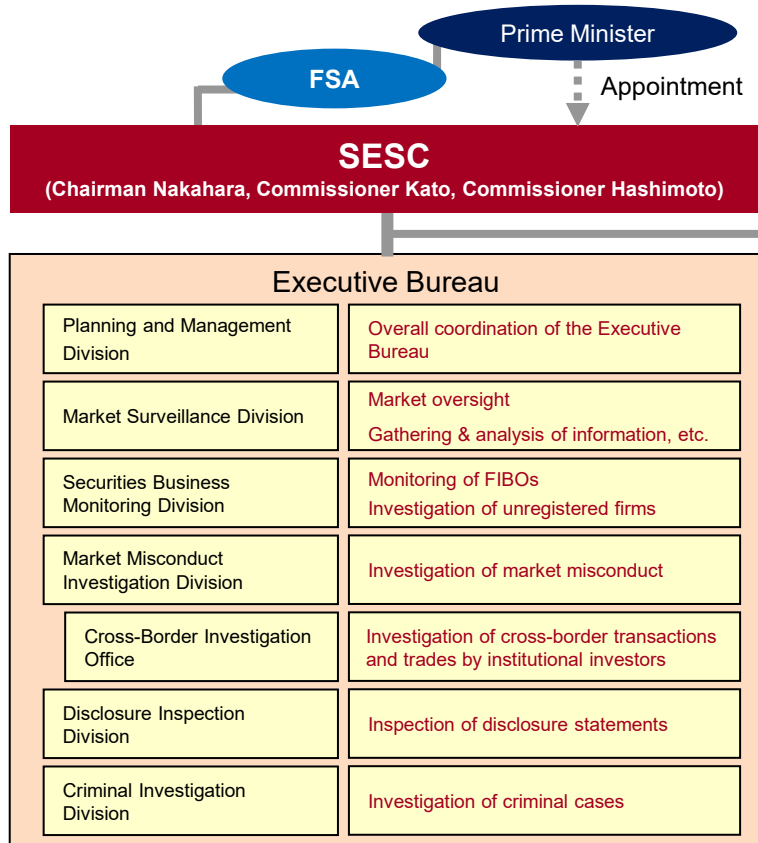 Prime Minister
FSA
Appointment
SESC
(Chairman Nakahara, Commissioner Kato, Commissioner Hashimoto)
Executive Bureau
Planning and Management
Division
Overall coordination of the Executive
Bureau
Market Surveillance Division
Market oversight
Gathering & analysis of information, etc.
Securities Business
Monitoring Division
Monitoring of FIBOs
Investigation of unregistered firms
Market Misconduct
Investigation Division
Investigation of market misconduct
Cross-Border Investigation
Office
Investigation of cross-border transactions
and trades by institutional investors
Disclosure Inspection
Division
Inspection of disclosure statements
Criminal Investigation
Division
Investigation of criminal cases